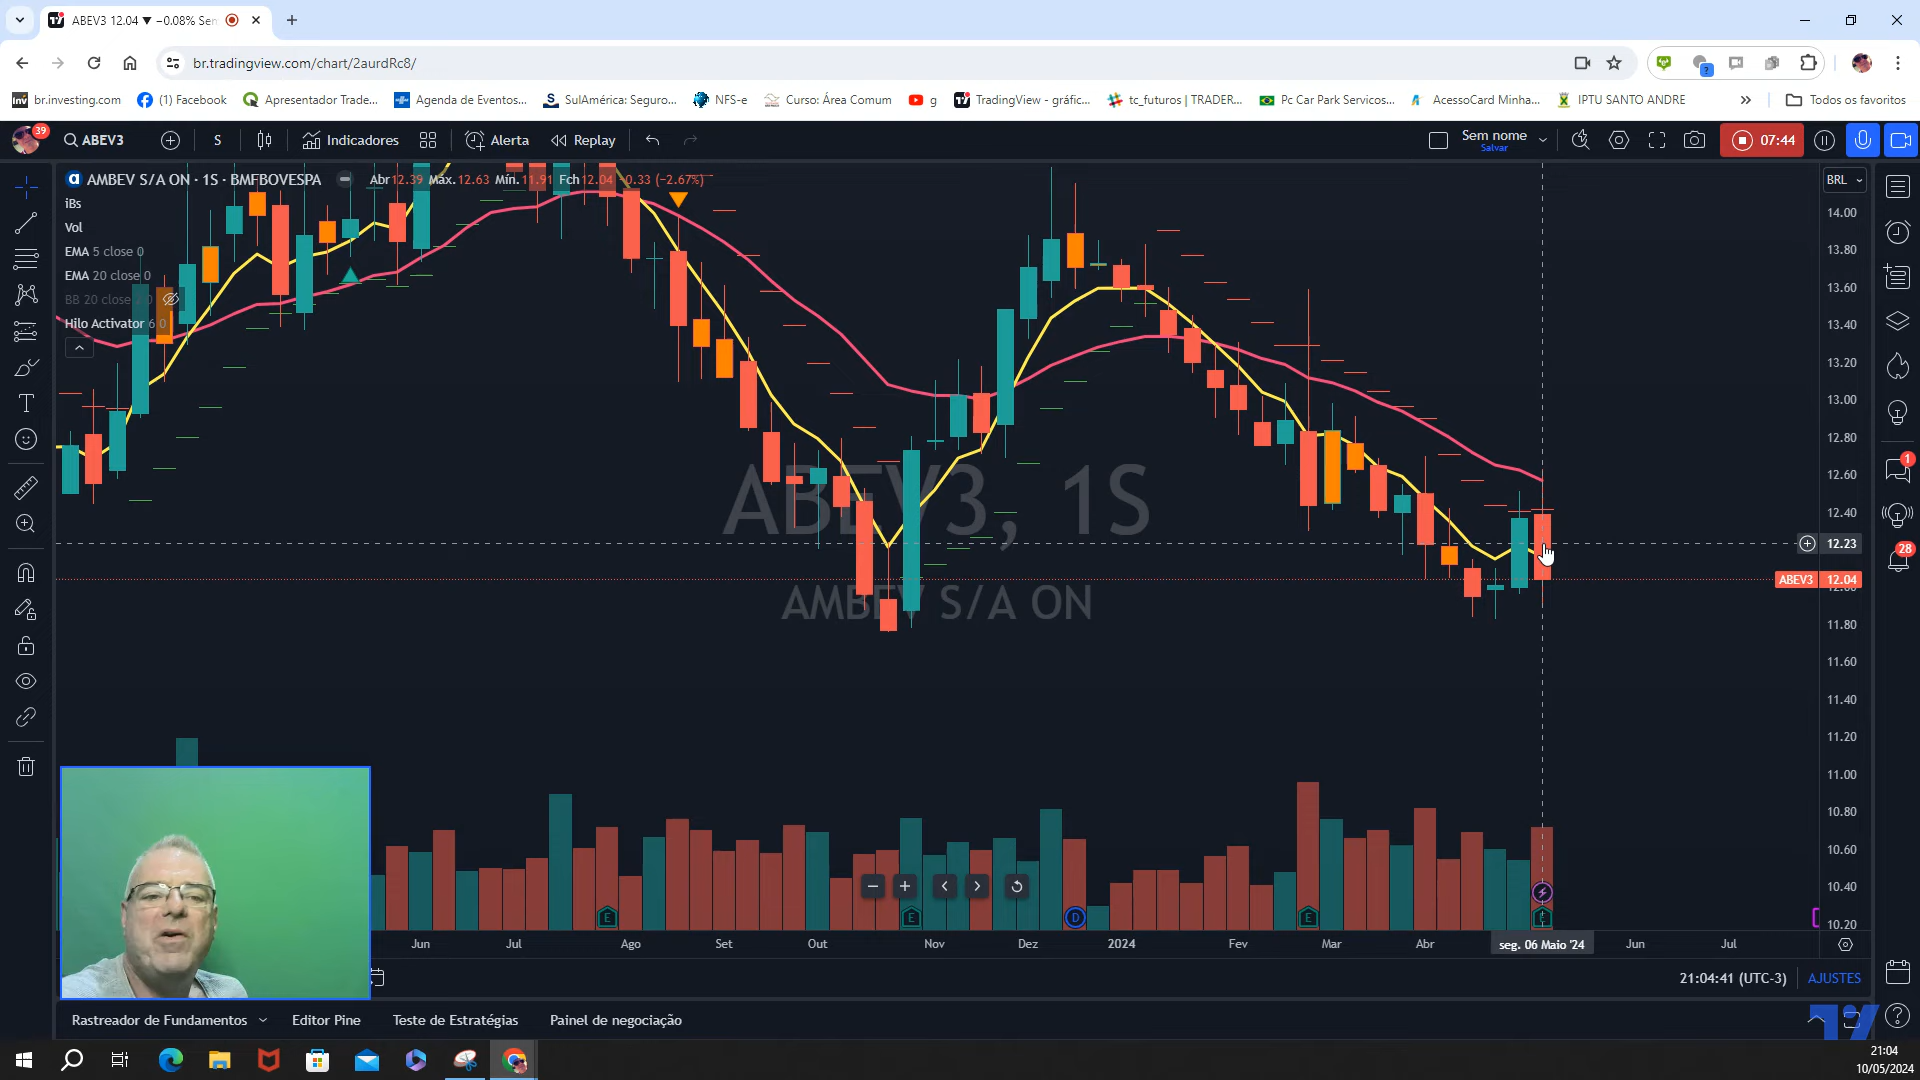 ABEV3 12.04 ▼ −0.08% Sem
br.tradingview.com/chart/2aurdRc8/
br.investing.com
(1) Facebook
Apresentador Trade...
Agenda de Eventos...
SulAmérica: Seguro...
NFS-e
Curso: Área Comum
g
TradingView - gráfic...
tc_futuros | TRADER...
Pc Car Park Servicos...
AcessoCard Minha...
IPTU SANTO ANDRE
Todos os favoritos
39
ABEV3
S
Indicadores
Alerta
Replay
Sem nome
Salvar
07:44
AMBEV S/A ON · 1S · BMFBOVESPA
Abr12.39 Máx.12.63 Mín.11.91 Fch12.04 −0.33 (−2.67%)
BRL
iBs
Vol
EMA 5 close 0
EMA 20 close 0
BB 20 close 2 0
Hilo Activator 6 0
14.00
13.80
13.60
13.40
13.20
13.00
12.80
12.60
12.40
12.23
ABEV3 12.04
12.00
11.80
11.60
11.40
11.20
11.00
10.80
10.60
10.40
10.20
ABEV3, 1S
AMBEV S/A ON
E
E
D
E
E
Jun
Jul
Ago
Set
Out
Nov
Dez
2024
Fev
Mar
Abr
seg. 06 Maio '24
Jun
Jul
21:04:41 (UTC-3)
AJUSTES
Rastreador de Fundamentos
Editor Pine
Teste de Estratégias
Painel de negociação
1
28
21:04
10/05/2024